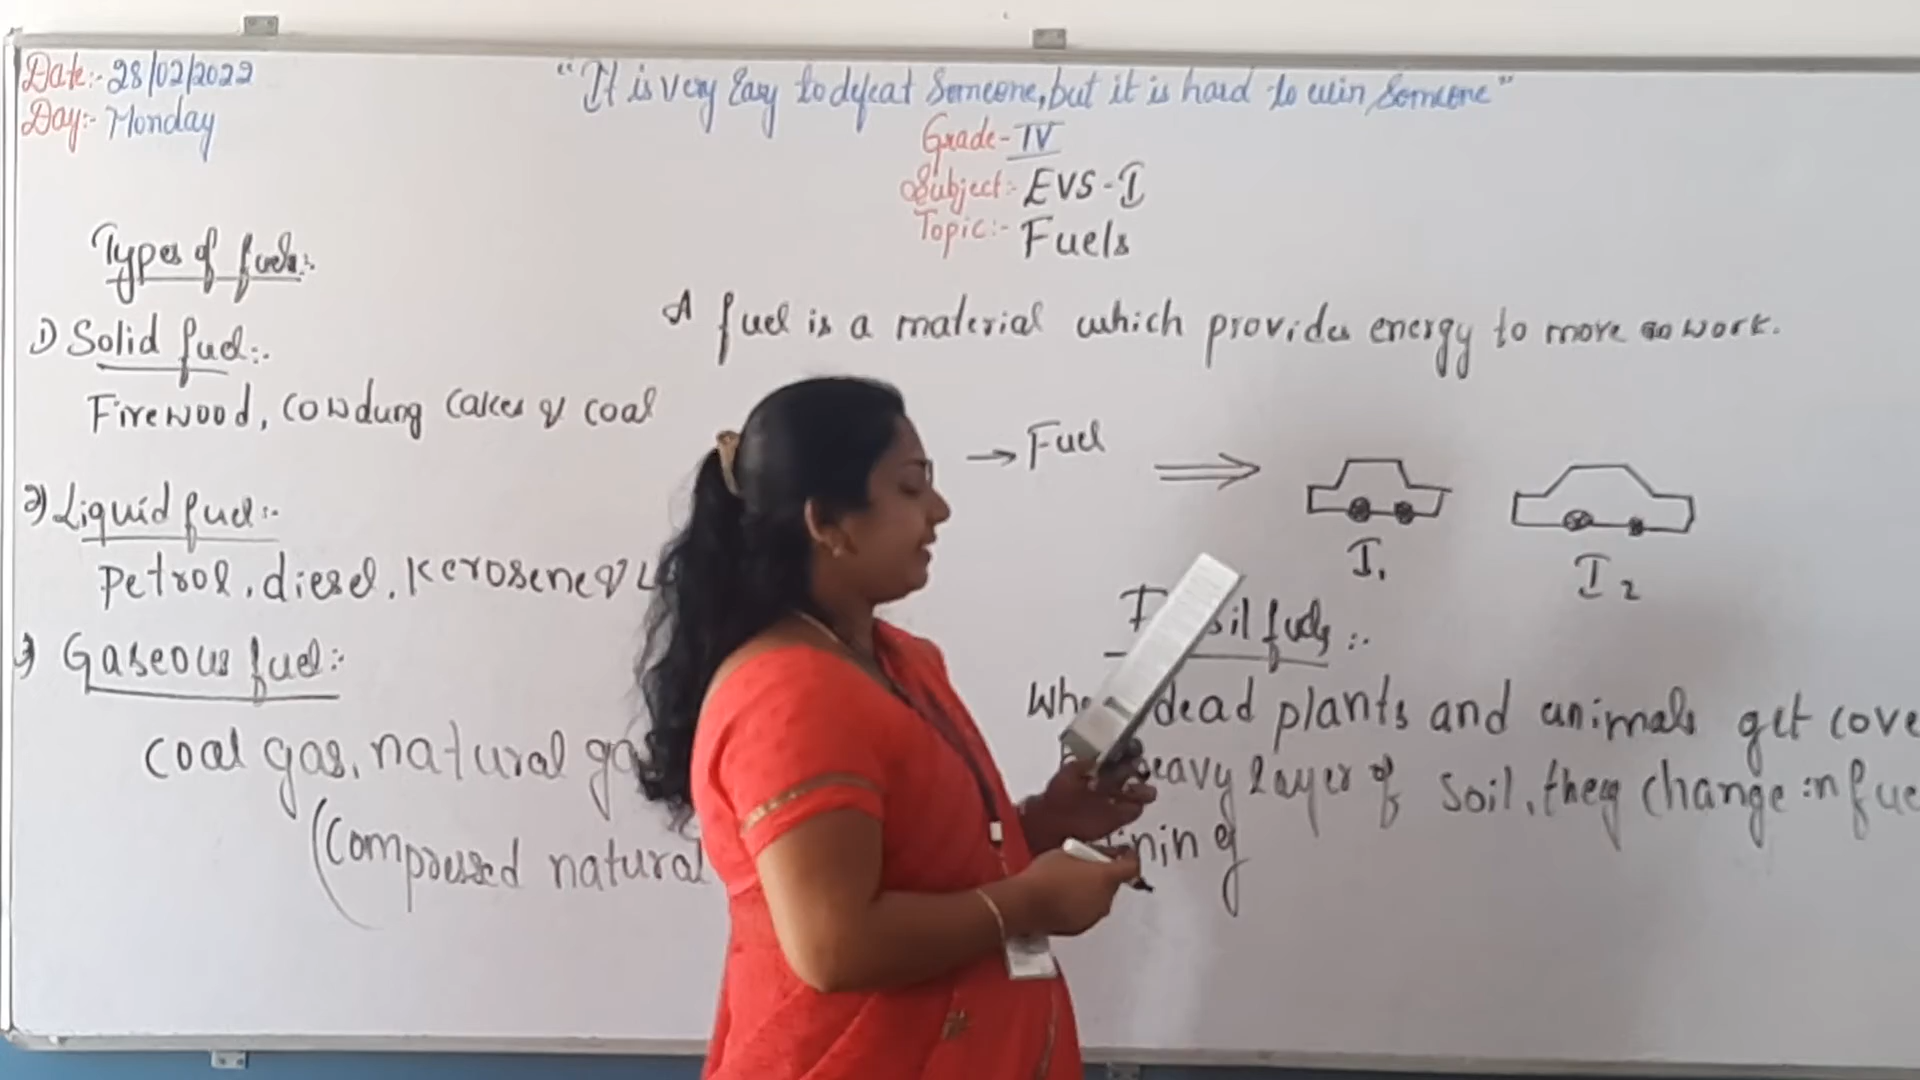 Date:- 28/02/2022
Day:- Monday
"It is very Easy to defeat Someone, but it is hard to win Someone"
Grade- IV
Subject:- EVS-I
Topic:- Fuels
Types of fuels:-
1) Solid fuel:-
Firewood, Cowdung Cakes & Coal
2) Liquid fuel:-
Petrol, diesel, Kerosene & L
3) Gaseous fuel:-
Coal gas, natural ga
(Compressed natural
A fuel is a material which provides energy to move work.
→ Fuel ⇒
I1
I2
sil fuels:-
Whe dead plants and animals get cove
eavy layer of Soil, they change in fue
ining